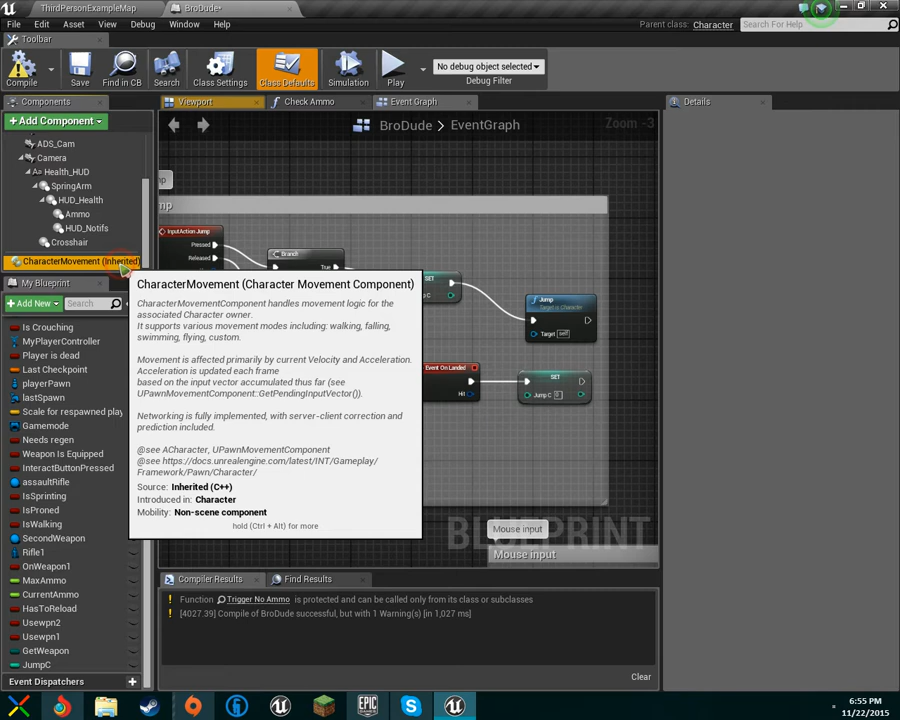 ThirdPersonExampleMap
BroDude*
File Edit Asset View Debug Window Help
Parent class: Character
Search For Help
Toolbar
Compile
Save
Find in CB
Search
Class Settings
Class Defaults
Simulation
Play
No debug object selected
Debug Filter
Components
+ Add Component
ADS_Cam
Camera
Health_HUD
SpringArm
HUD_Health
Ammo
HUD_Notifs
Crosshair
CharacterMovement (Inherited)
My Blueprint
+ Add New
Search
Is Crouching
MyPlayerController
Player is dead
Last Checkpoint
playerPawn
lastSpawn
Scale for respawned play
Gamemode
Needs regen
Weapon Is Equipped
InteractButtonPressed
assaultRifle
IsSprinting
IsProned
IsWalking
SecondWeapon
Rifle1
OnWeapon1
MaxAmmo
CurrentAmmo
HasToReload
Usewpn2
Usewpn1
GetWeapon
JumpC
Event Dispatchers
Viewport
Check Ammo
Event Graph
Details
BroDude > EventGraph
Zoom -3
InputAction Jump
Pressed
Released
Branch
True
SET
Jump
Target is Character
Target self
Event On Landed
Hit
SET
Jump C 0
BLUEPRINT
Mouse input
Mouse input
CharacterMovement (Character Movement Component)
CharacterMovementComponent handles movement logic for the
associated Character owner.
It supports various movement modes including: walking, falling,
swimming, flying, custom.
Movement is affected primarily by current Velocity and Acceleration.
Acceleration is updated each frame
based on the input vector accumulated thus far (see
UPawnMovementComponent::GetPendingInputVector()).
Networking is fully implemented, with server-client correction and
prediction included.
@see ACharacter, UPawnMovementComponent
@see https://docs.unrealengine.com/latest/INT/Gameplay/
Framework/Pawn/Character/
Source: Inherited (C++)
Introduced in: Character
Mobility: Non-scene component
hold (Ctrl + Alt) for more
Compiler Results
Find Results
Function Trigger No Ammo is protected and can be called only from its class or subclasses
[4027.39] Compile of BroDude successful, but with 1 Warning(s) [in 1,027 ms]
Clear
6:55 PM
11/22/2015